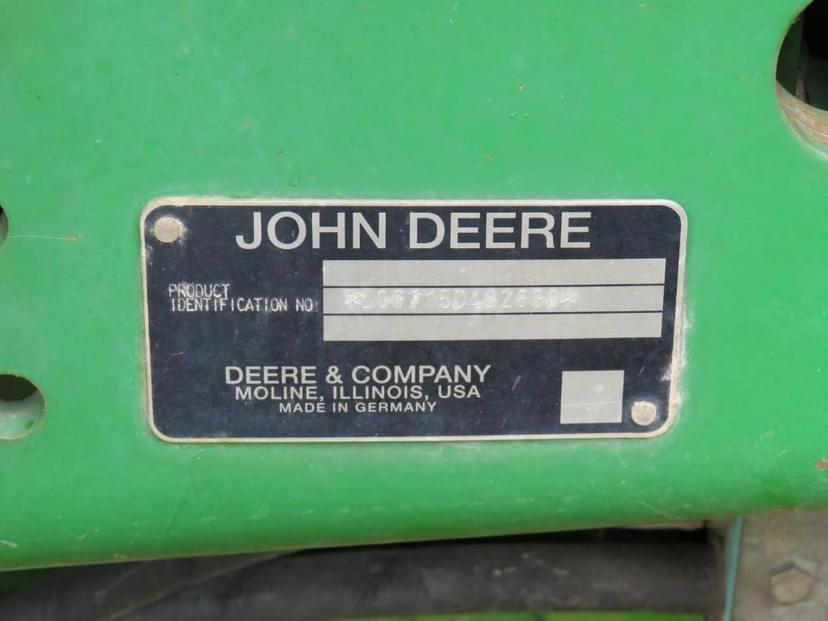 JOHN DEERE
PRODUCT
IDENTIFICATION NO
DEERE & COMPANY
MOLINE, ILLINOIS, USA
MADE IN GERMANY